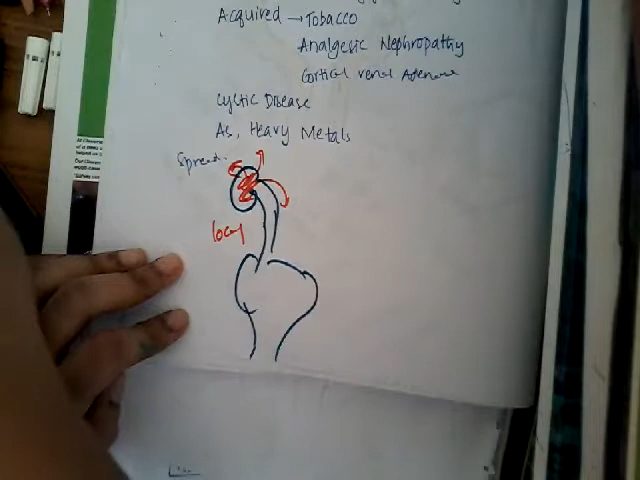 Acquired → Tobacco
Analgesic Nephropathy
Cortical renal Adenoma
Cystic Disease
As, Heavy Metals
Spread.
local